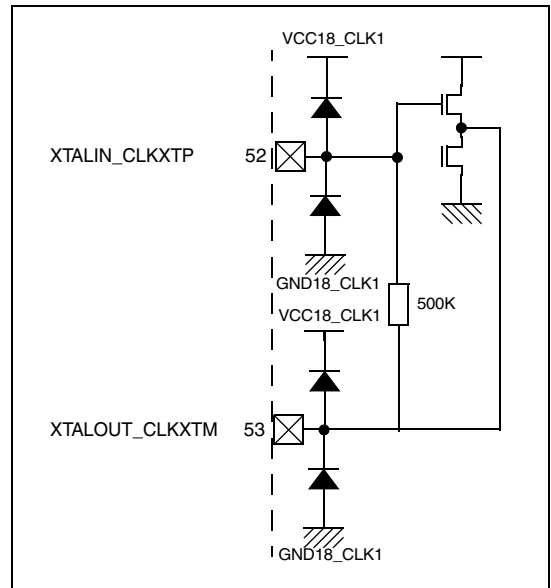 VCC18_CLK1
XTALIN_CLKXTP 52
GND18_CLK1
500K
VCC18_CLK1
XTALOUT_CLKXTM 53
GND18_CLK1